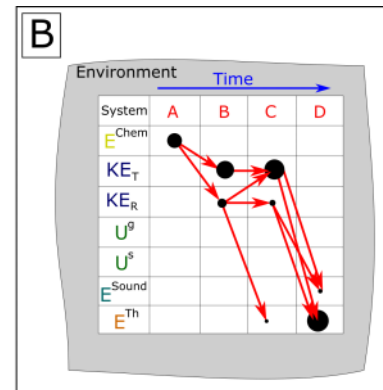 B
Environment
Time
System A B C D
E^Chem
KE_T
KE_R
U^g
U^s
E^Sound
E^Th